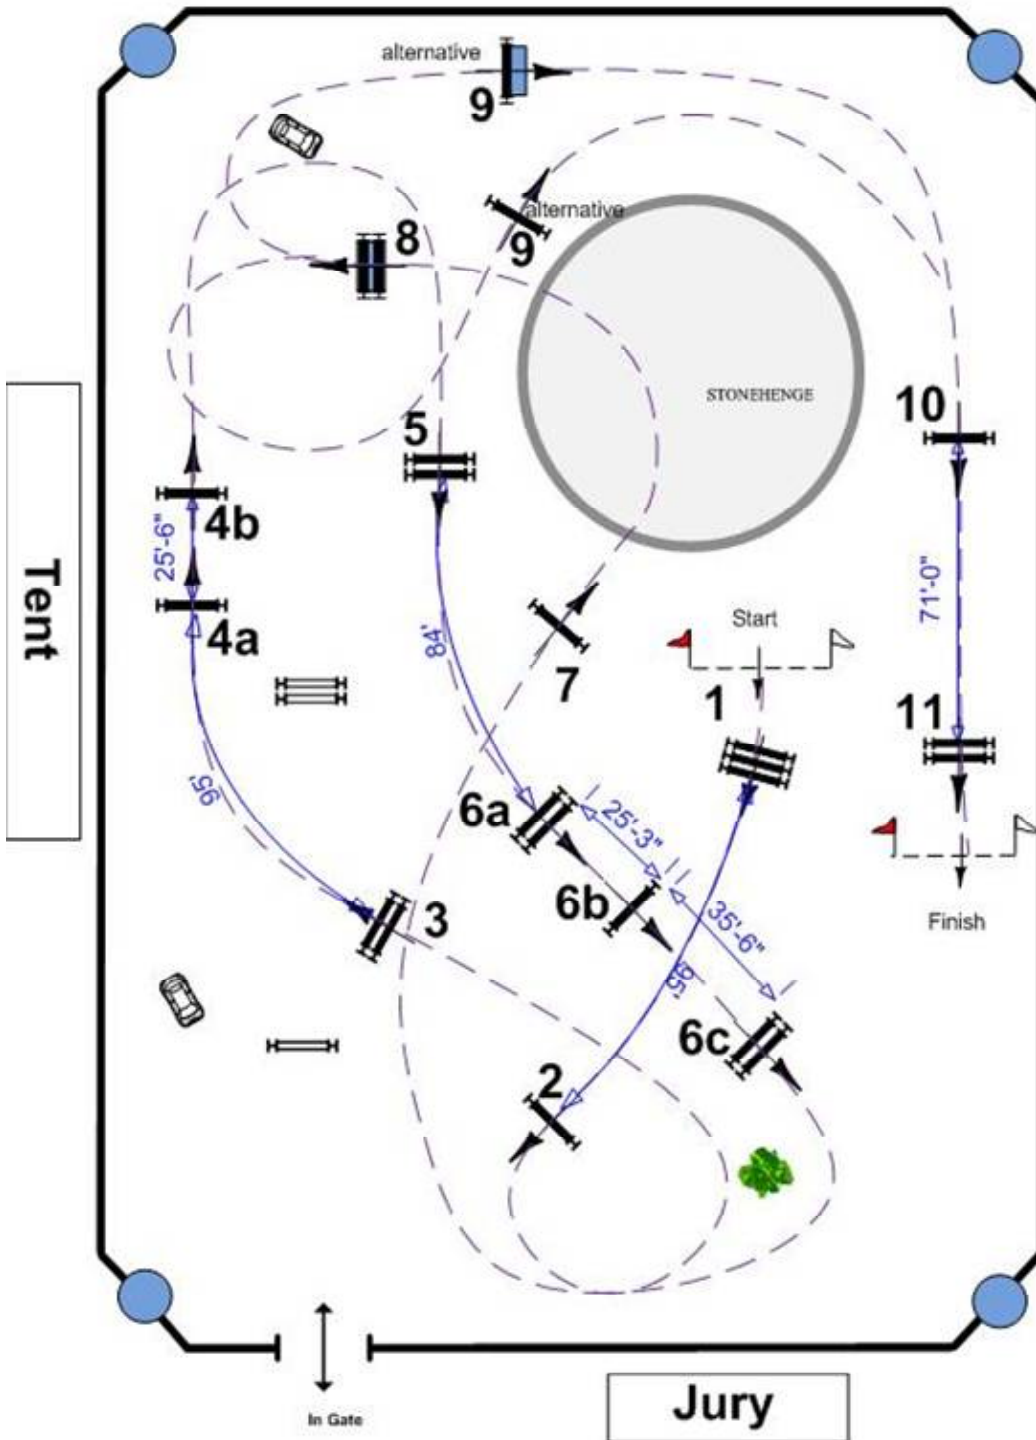 alternative
9
alternative
9
8
STONEHENGE
10
5
4b
25'-6"
Tent
4a
84'
71'-0"
Start
7
1
11
95'
6a
25'-3"
6b
35'-6"
3
Finish
95'
6c
2
In Gate
Jury